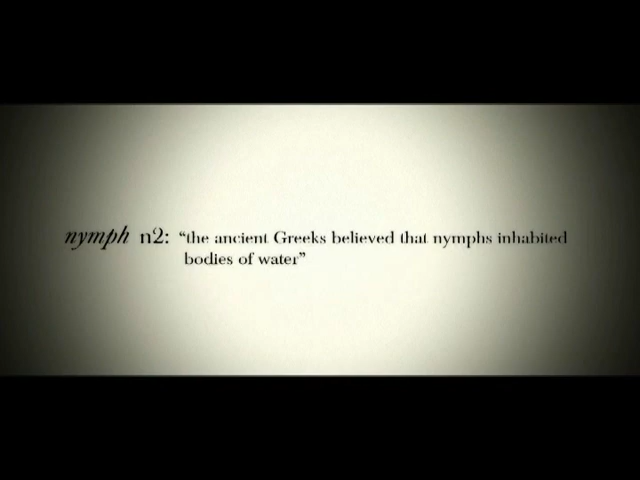 nymph n2: “the ancient Greeks believed that nymphs inhabited
bodies of water”